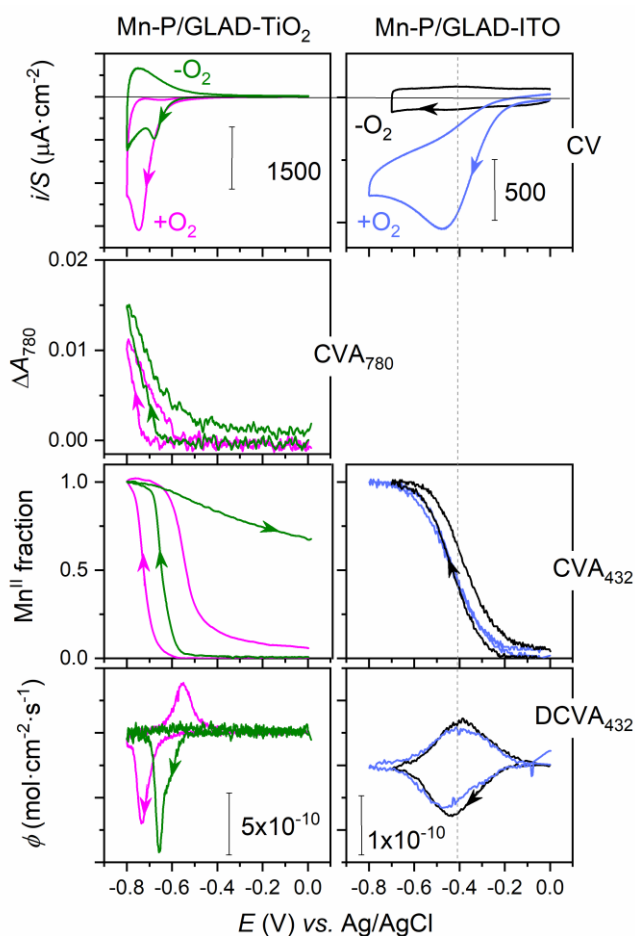 Mn-P/GLAD-TiO₂ Mn-P/GLAD-ITO
i/S (µA·cm⁻²)
-O₂
1500
+O₂
-O₂
CV
500
+O₂
0.02
0.01
0.00
ΔA₇₈₀
CVA₇₈₀
1.0
0.5
0.0
Mnᴵᴵ fraction
CVA₄₃₂
ϕ (mol·cm⁻²·s⁻¹)
5x10⁻¹⁰
DCVA₄₃₂
1x10⁻¹⁰
-0.8 -0.6 -0.4 -0.2 0.0 -0.8 -0.6 -0.4 -0.2 0.0
E (V) vs. Ag/AgCl